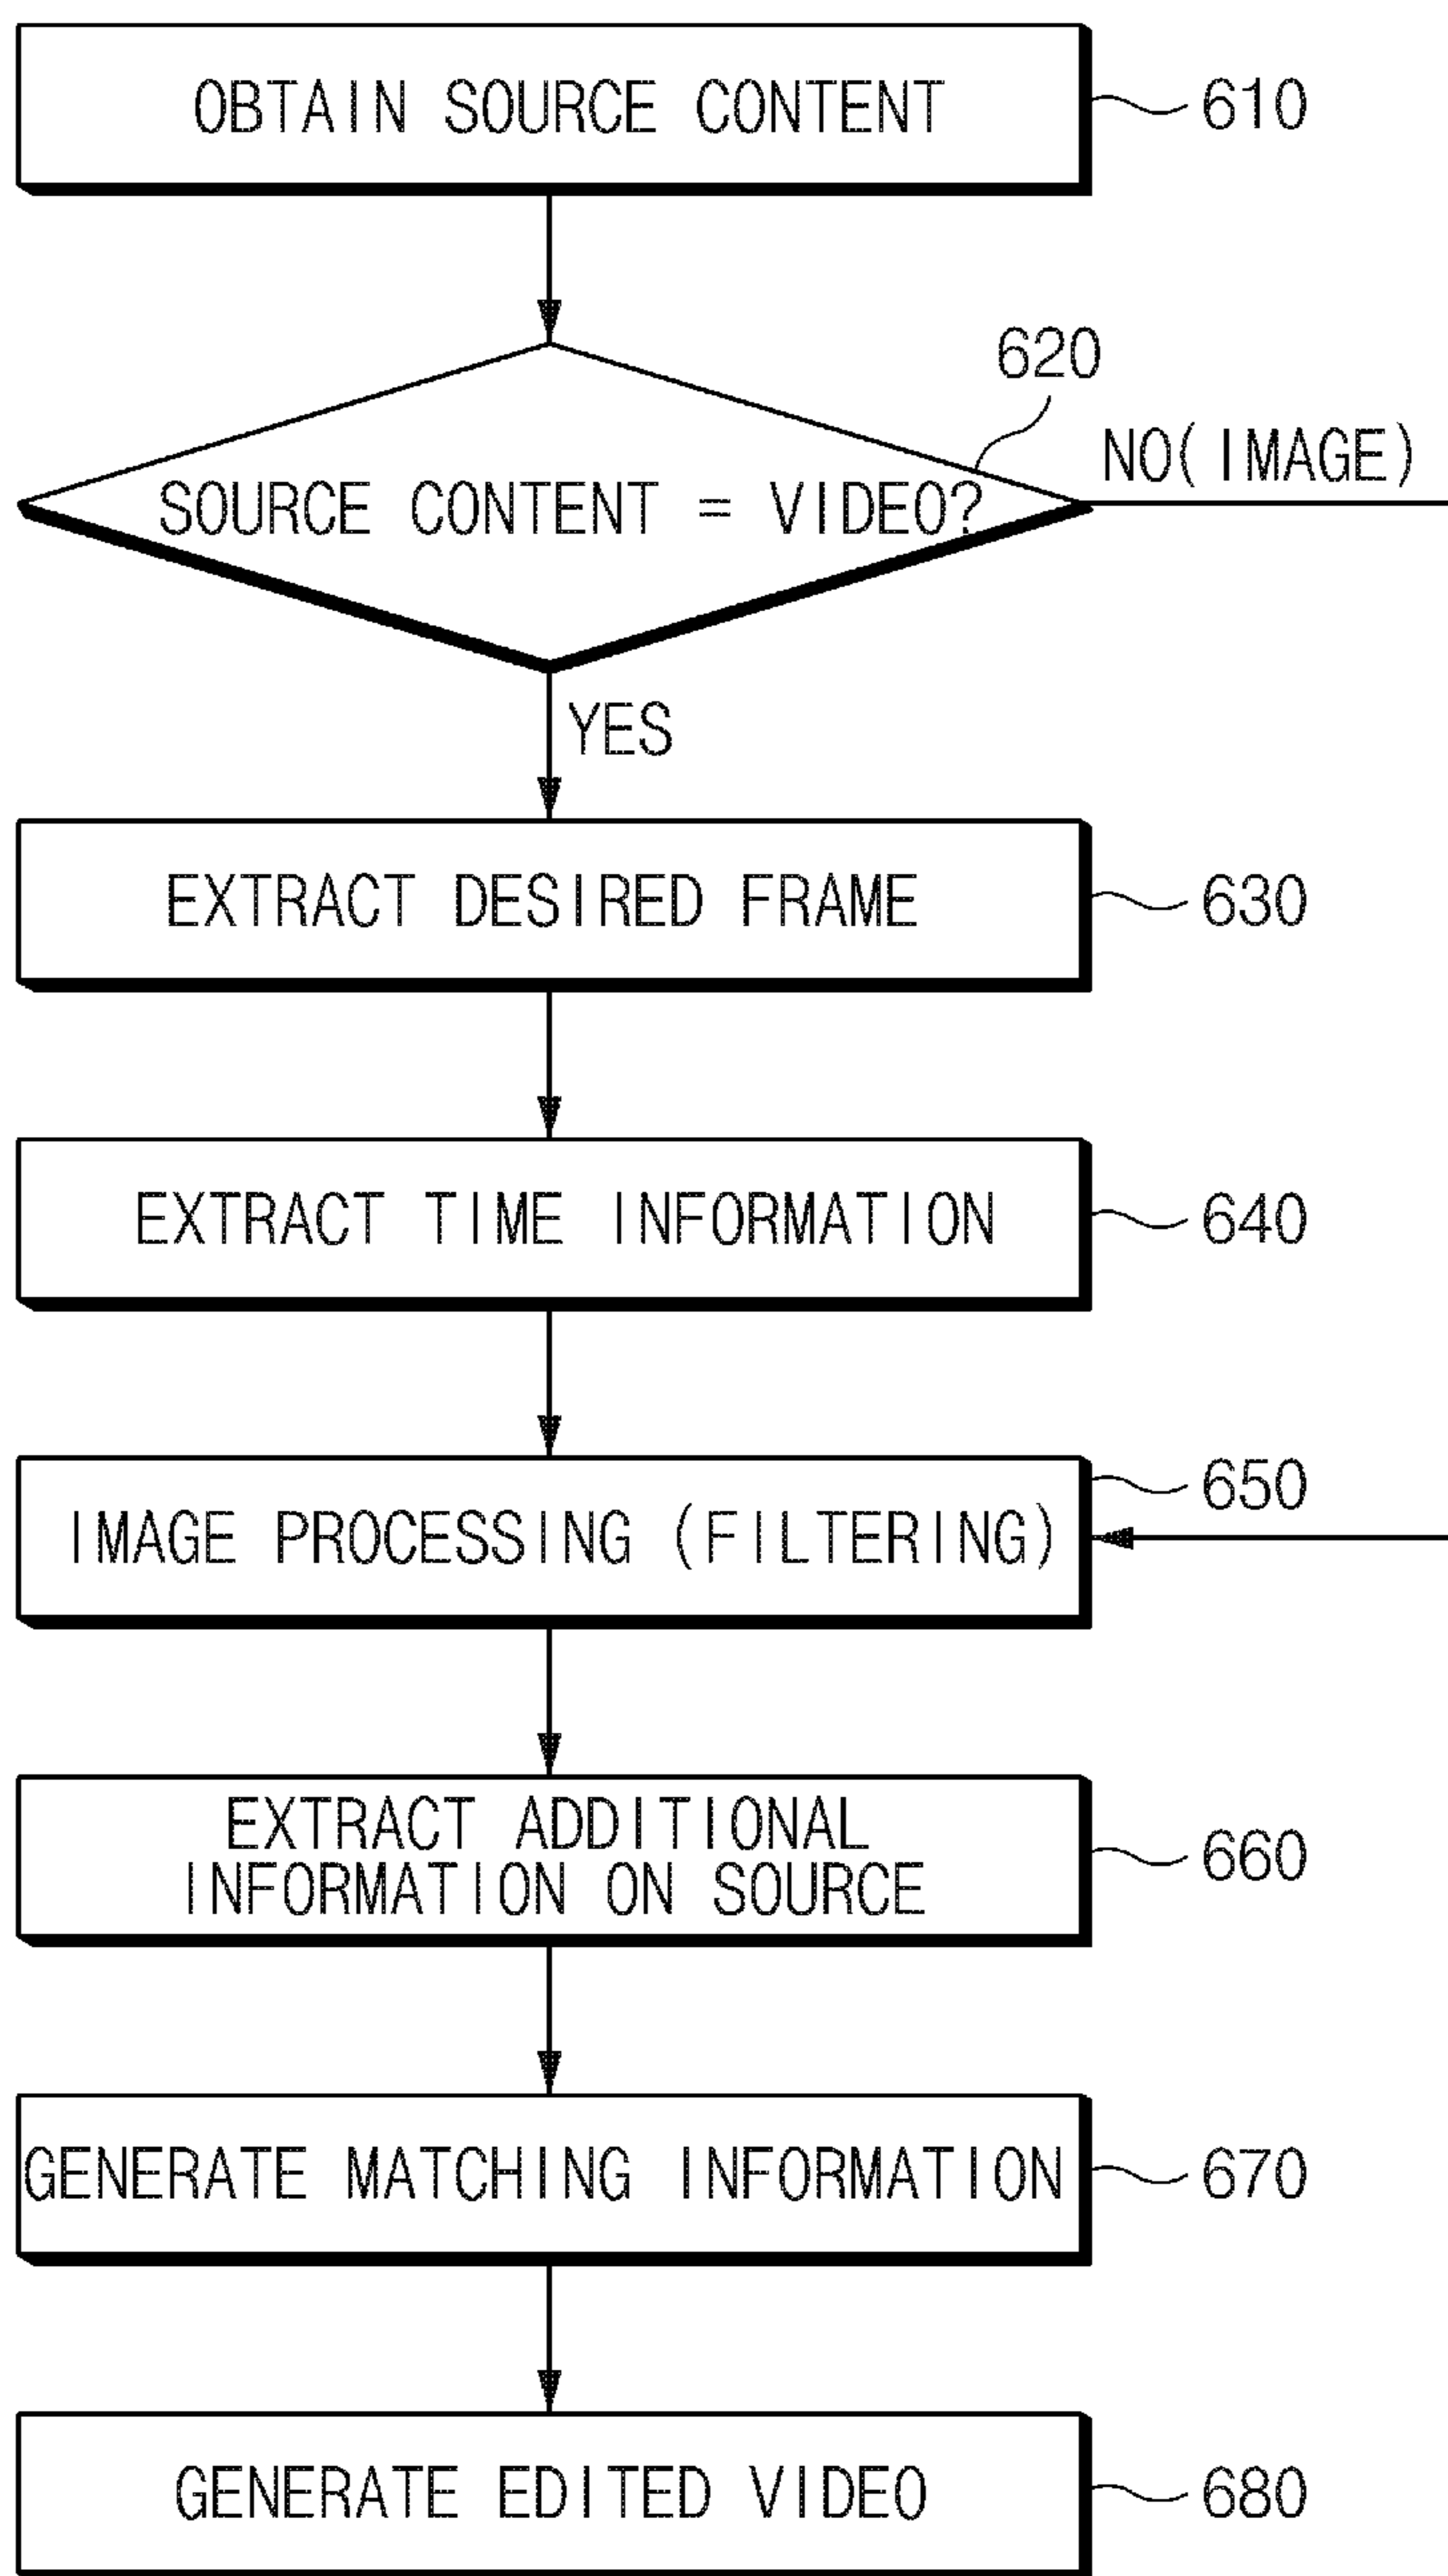 OBTAIN SOURCE CONTENT
610
620
NO(IMAGE)
SOURCE CONTENT = VIDEO?
YES
EXTRACT DESIRED FRAME
630
EXTRACT TIME INFORMATION
640
650
IMAGE PROCESSING (FILTERING)
EXTRACT ADDITIONAL
INFORMATION ON SOURCE
660
GENERATE MATCHING INFORMATION
670
GENERATE EDITED VIDEO
680